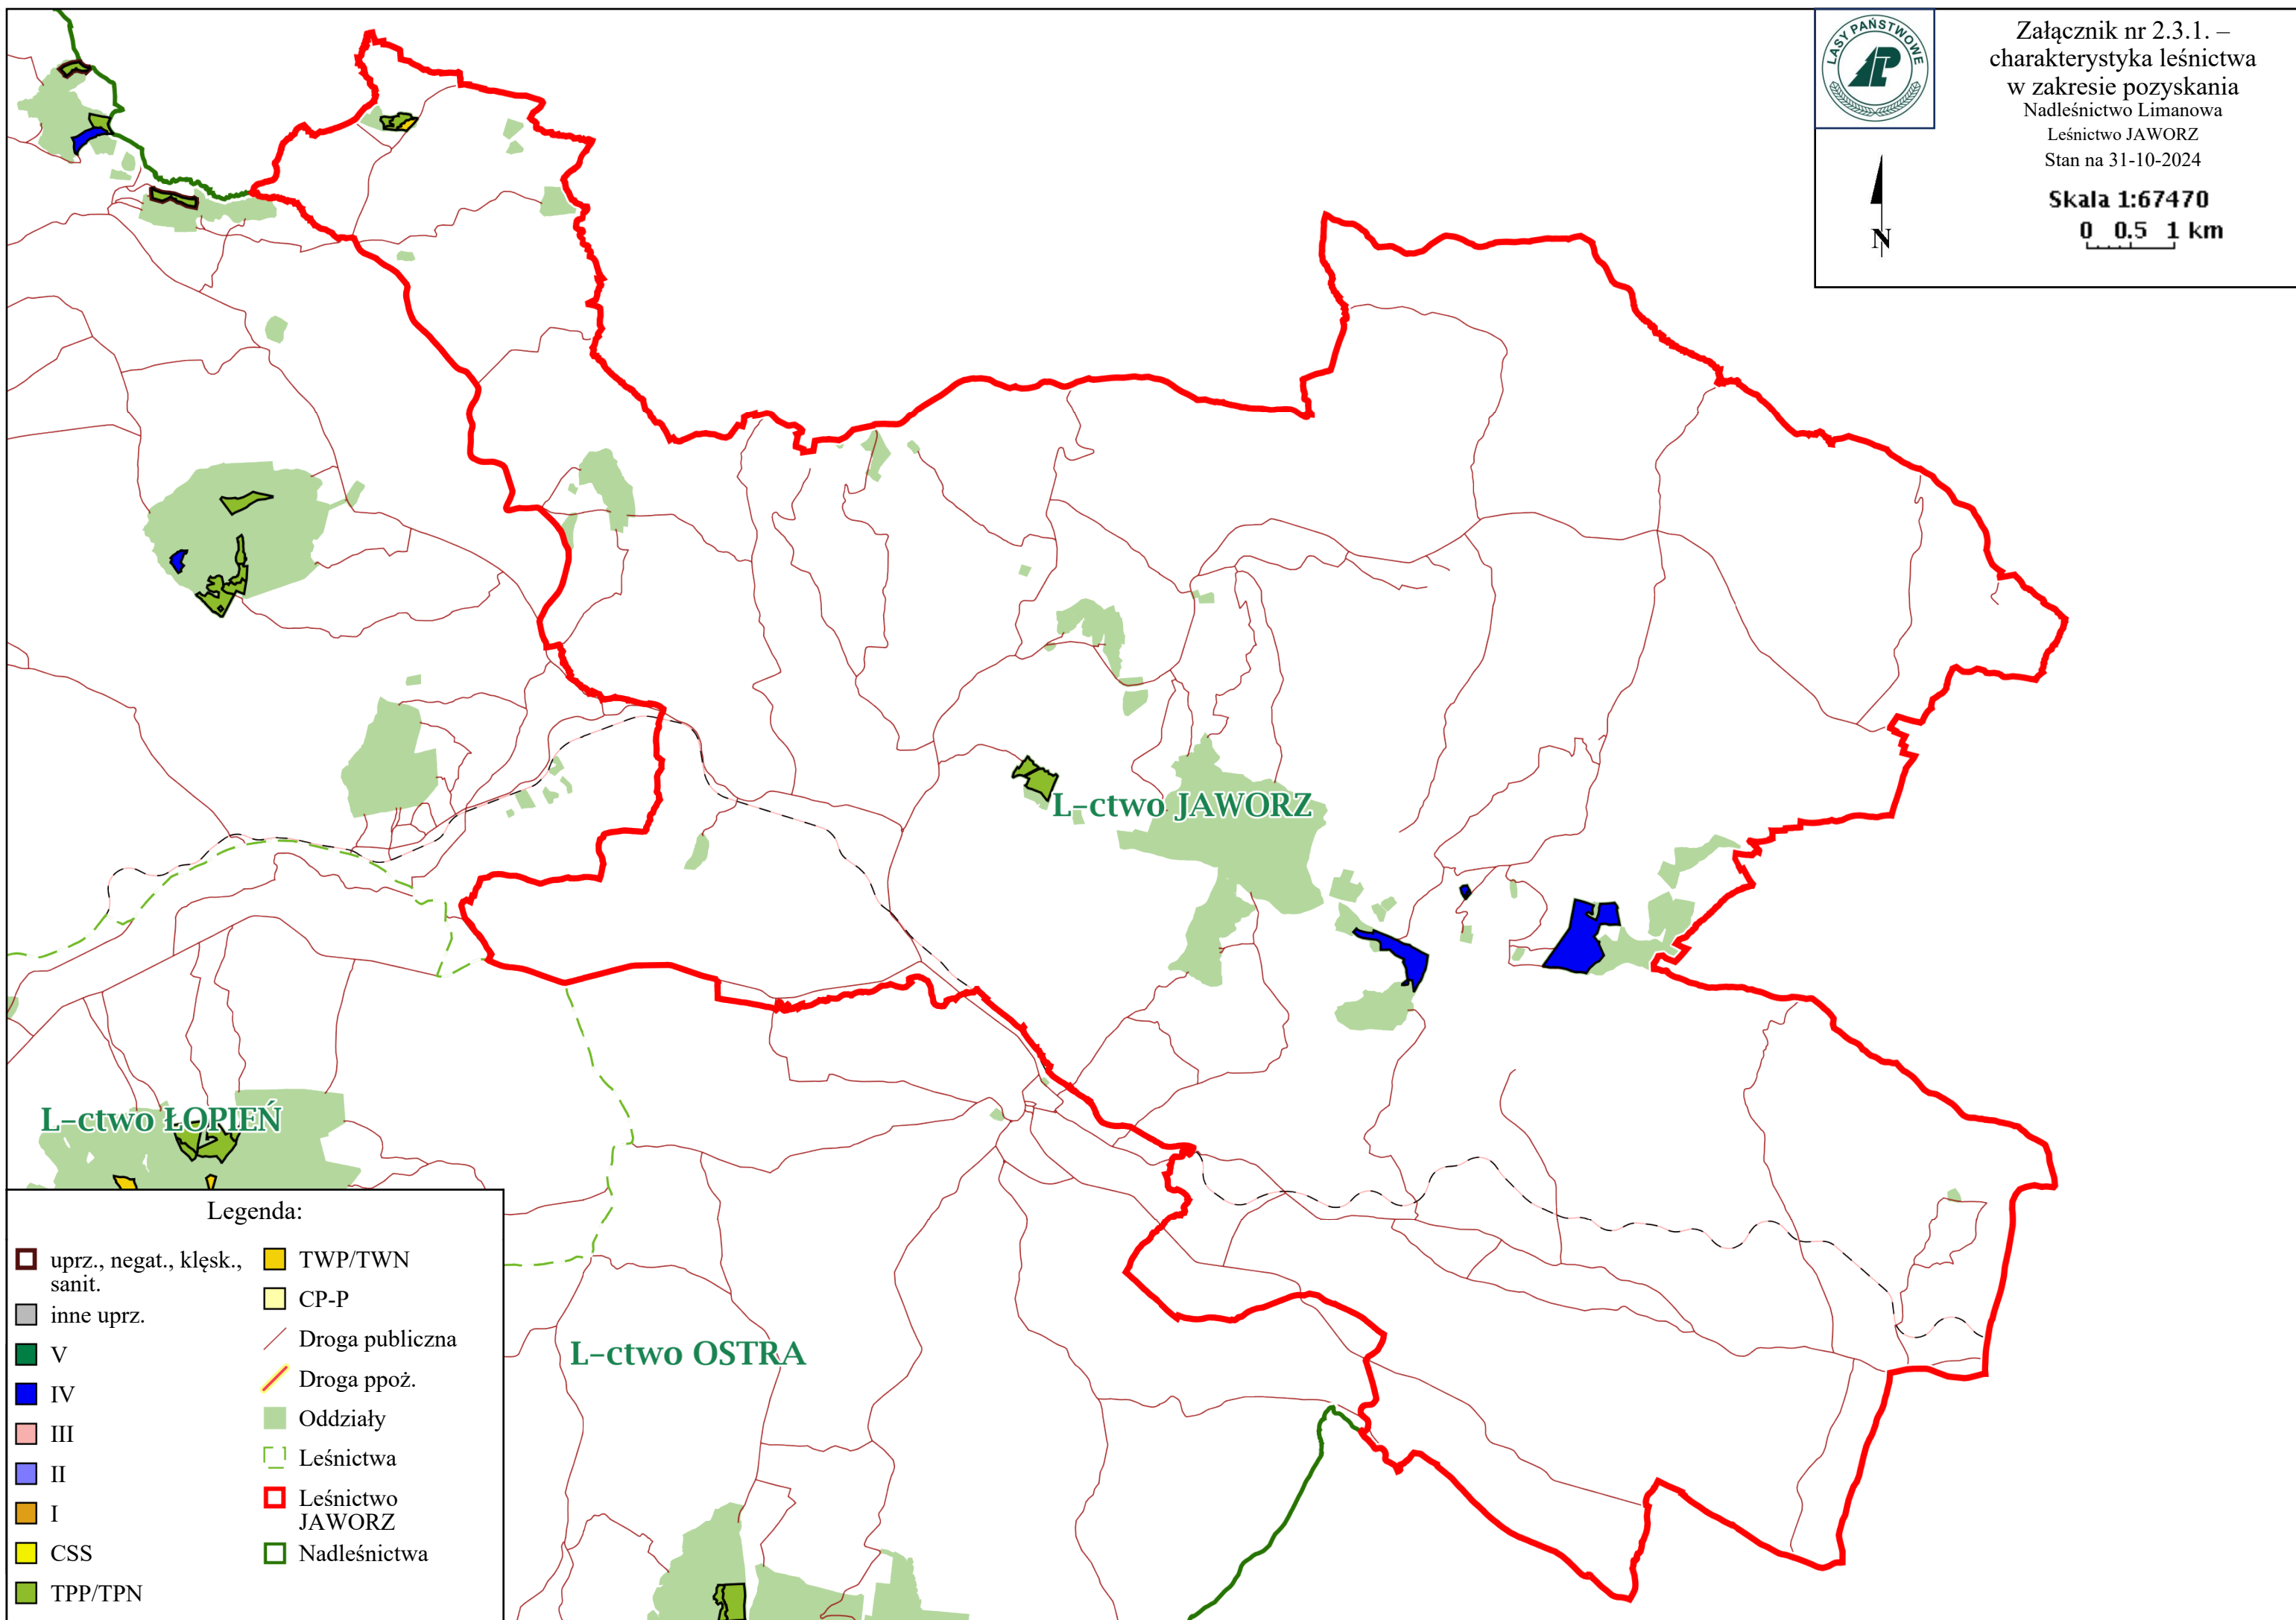 LASY PAŃSTWOWE
Załącznik nr 2.3.1. –
charakterystyka leśnictwa
w zakresie pozyskania
Nadleśnictwo Limanowa
Leśnictwo JAWORZ
Stan na 31-10-2024
Skala 1:67470
0 0.5 1 km
N
L-ctwo JAWORZ
L-ctwo ŁOPIEŃ
L-ctwo OSTRA
Legenda:
uprz., negat., klęsk.,
sanit.
inne uprz.
V
IV
III
II
I
CSS
TPP/TPN
TWP/TWN
CP-P
Droga publiczna
Droga ppoż.
Oddziały
Leśnictwa
Leśnictwo
JAWORZ
Nadleśnictwa